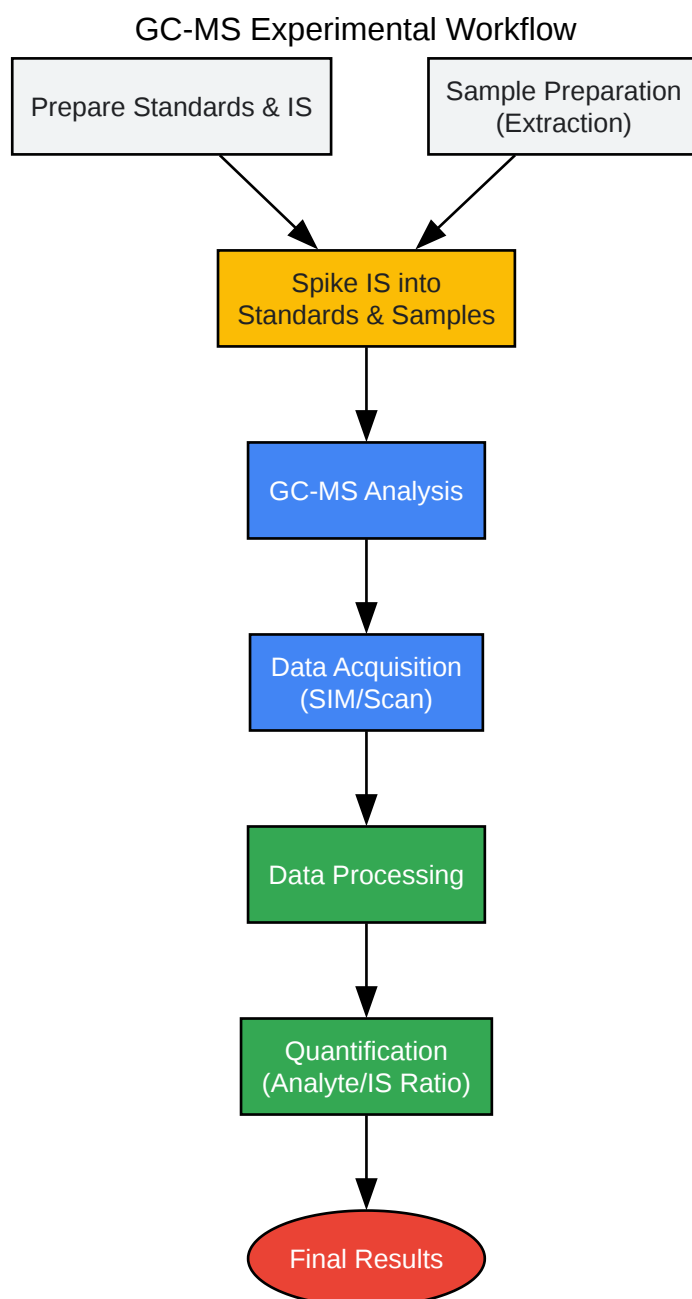 GC-MS Experimental Workflow
Prepare Standards & IS
Sample Preparation
(Extraction)
Spike IS into
Standards & Samples
GC-MS Analysis
Data Acquisition
(SIM/Scan)
Data Processing
Quantification
(Analyte/IS Ratio)
Final Results